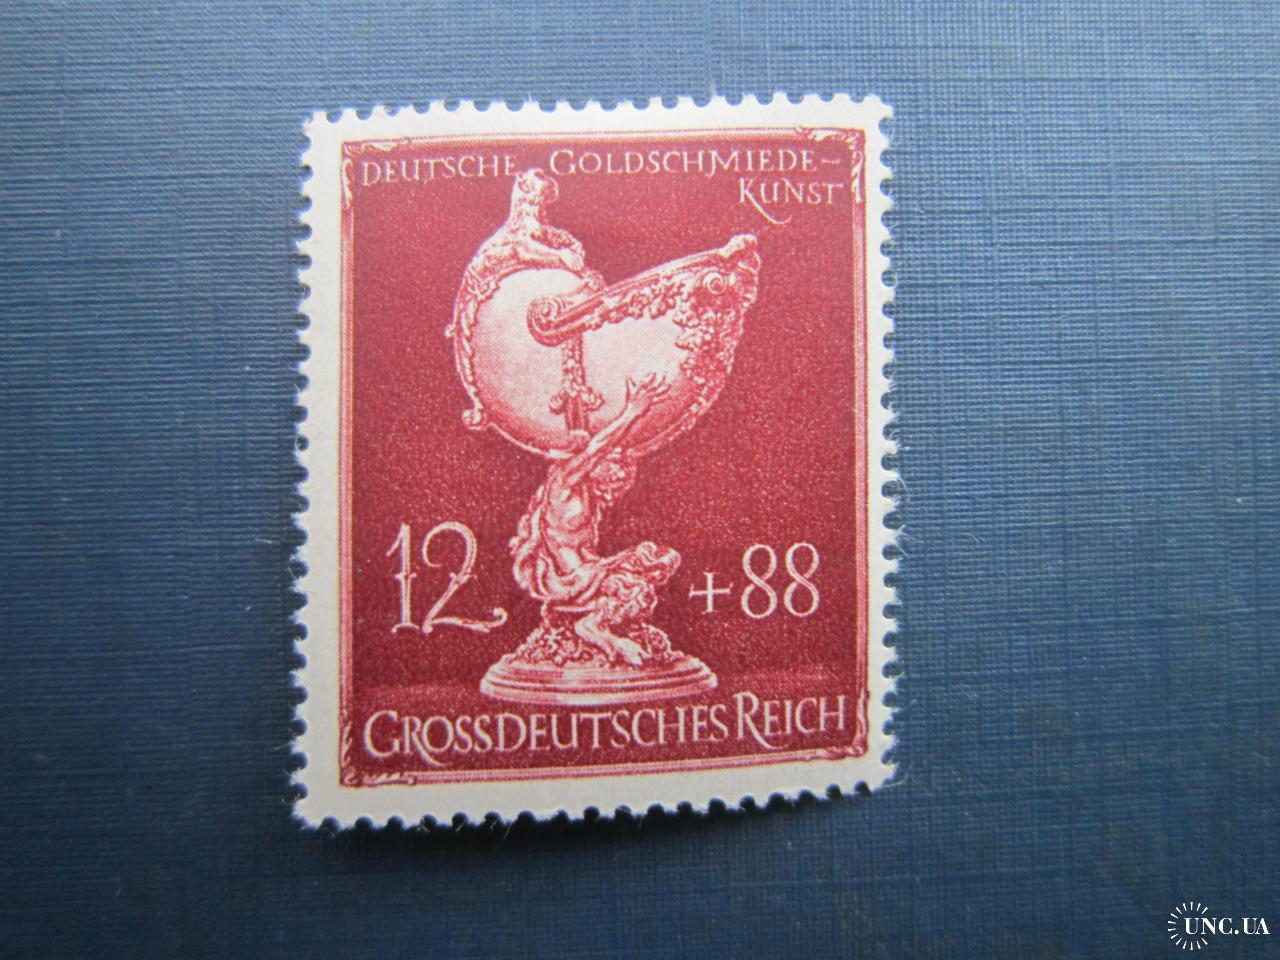 DEUTSCHE GOLDSCHMIEDE-
KUNST
12 +88
GROSSDEUTSCHES REICH
UNC.UA